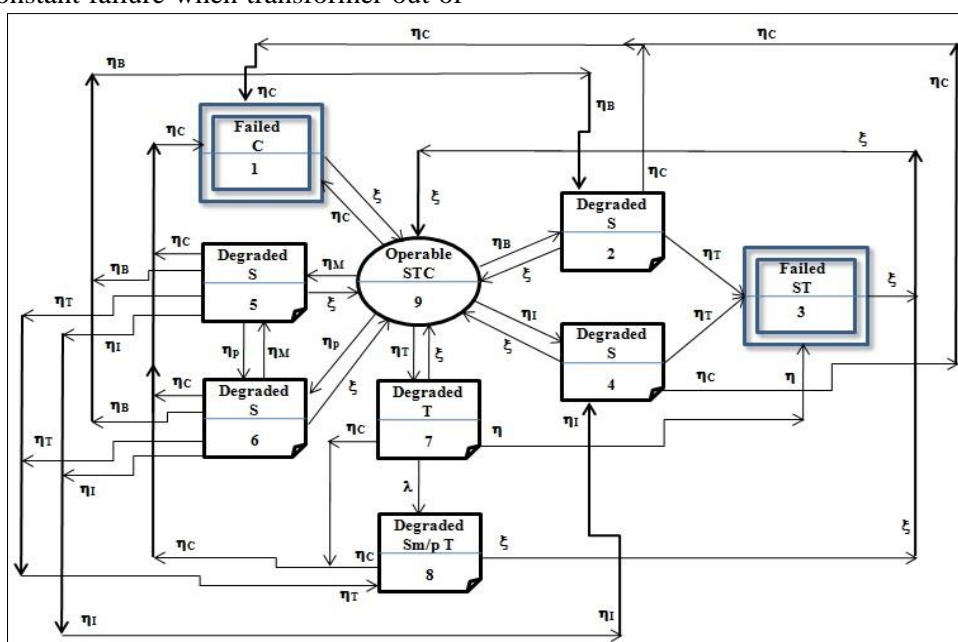 onstant failure when transformer out of
ηC
ηC
ηB
ηC
ηB
ηC
ηC
Failed
C
1
ξ
ξ
ηC
ξ
ηC
Degraded
S
2
ηB
ξ
Operable
STC
9
ηM
ξ
ηC
ηB
Degraded
S
5
ηT
ηI
ηT
ηT
Failed
ST
3
ξ
ηI
ξ
Degraded
S
4
ηC
η
ηP
ηM
ηP
ξ
ηT
ξ
ηC
ηB
Degraded
S
6
ηT
ηI
Degraded
T
7
ηC
η
ηI
λ
Degraded
Sm/p T
8
ηC
ηC
ξ
ξ
ηT
ηI
ηI